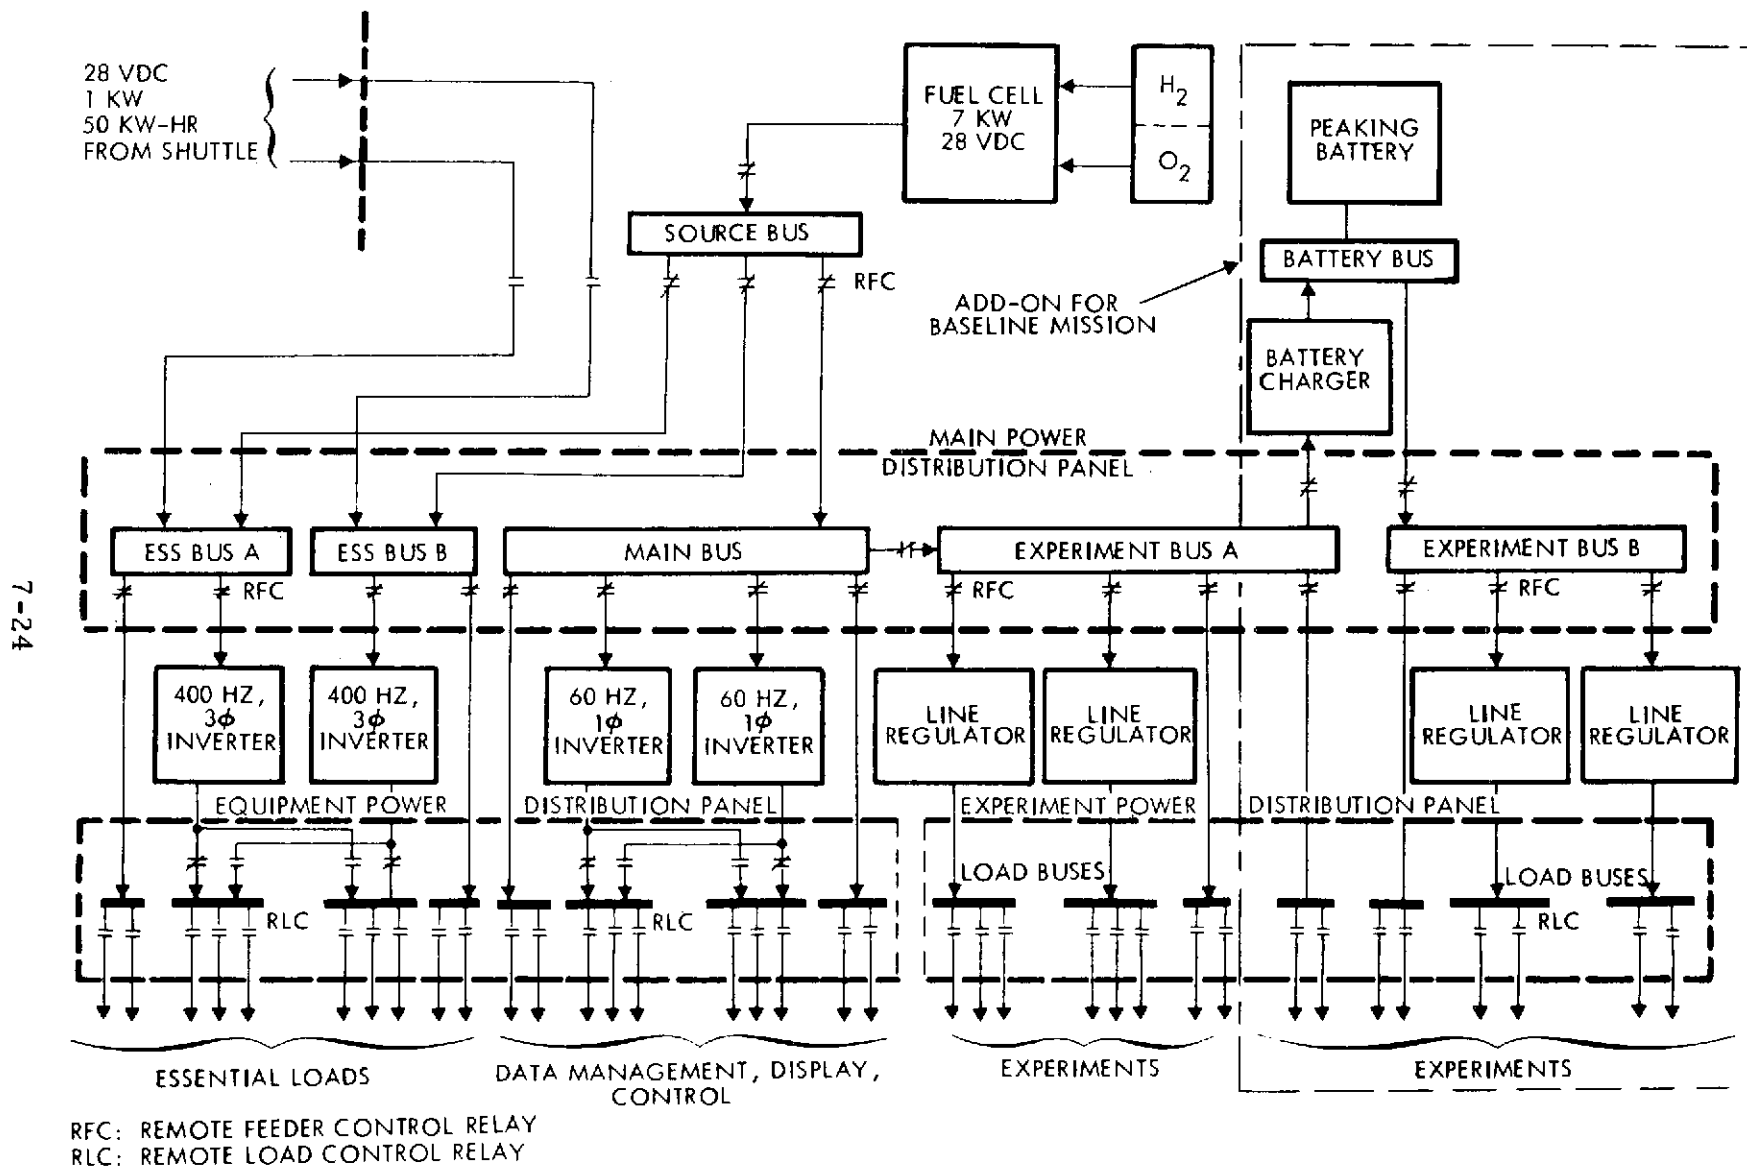 28 VDC
1 KW
50 KW-HR
FROM SHUTTLE
FUEL CELL
7 KW
28 VDC
H2
O2
PEAKING
BATTERY
SOURCE BUS
RFC
BATTERY BUS
ADD-ON FOR
BASELINE MISSION
BATTERY
CHARGER
MAIN POWER
DISTRIBUTION PANEL
ESS BUS A
ESS BUS B
MAIN BUS
EXPERIMENT BUS A
EXPERIMENT BUS B
RFC
RFC
RFC
7-24
400 HZ,
3ϕ
INVERTER
400 HZ,
3ϕ
INVERTER
60 HZ,
1ϕ
INVERTER
60 HZ,
1ϕ
INVERTER
LINE
REGULATOR
LINE
REGULATOR
LINE
REGULATOR
LINE
REGULATOR
EQUIPMENT POWER DISTRIBUTION PANEL
EXPERIMENT POWER DISTRIBUTION PANEL
LOAD BUSES
LOAD BUSES
RLC
RLC
RLC
ESSENTIAL LOADS
DATA MANAGEMENT, DISPLAY,
CONTROL
EXPERIMENTS
EXPERIMENTS
RFC: REMOTE FEEDER CONTROL RELAY
RLC: REMOTE LOAD CONTROL RELAY